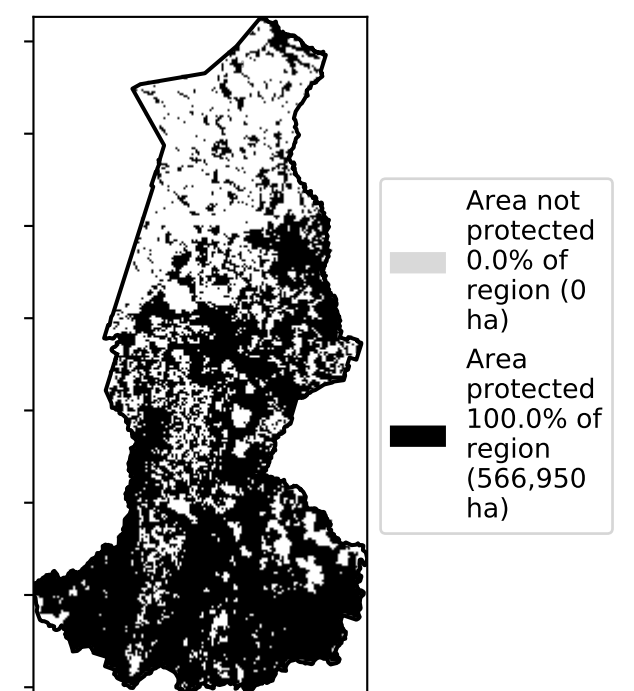 Area not
protected
0.0% of
region (0
ha)
Area
protected
100.0% of
region
(566,950
ha)